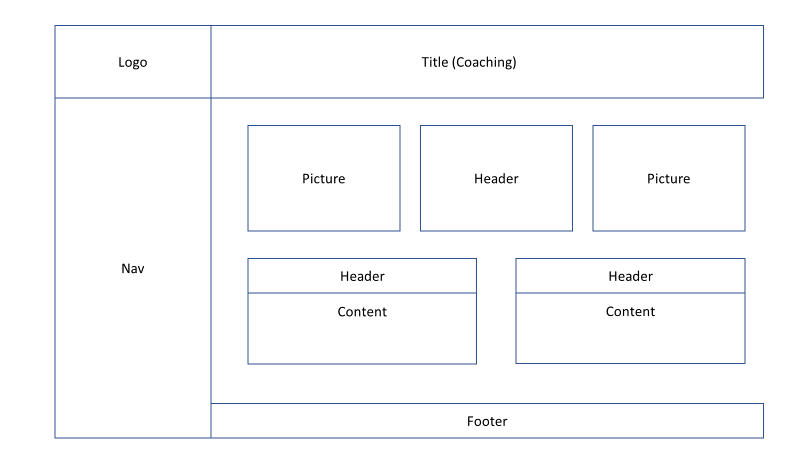 Logo
Title (Coaching)
Picture
Header
Picture
Nav
Header
Header
Content
Content
Footer